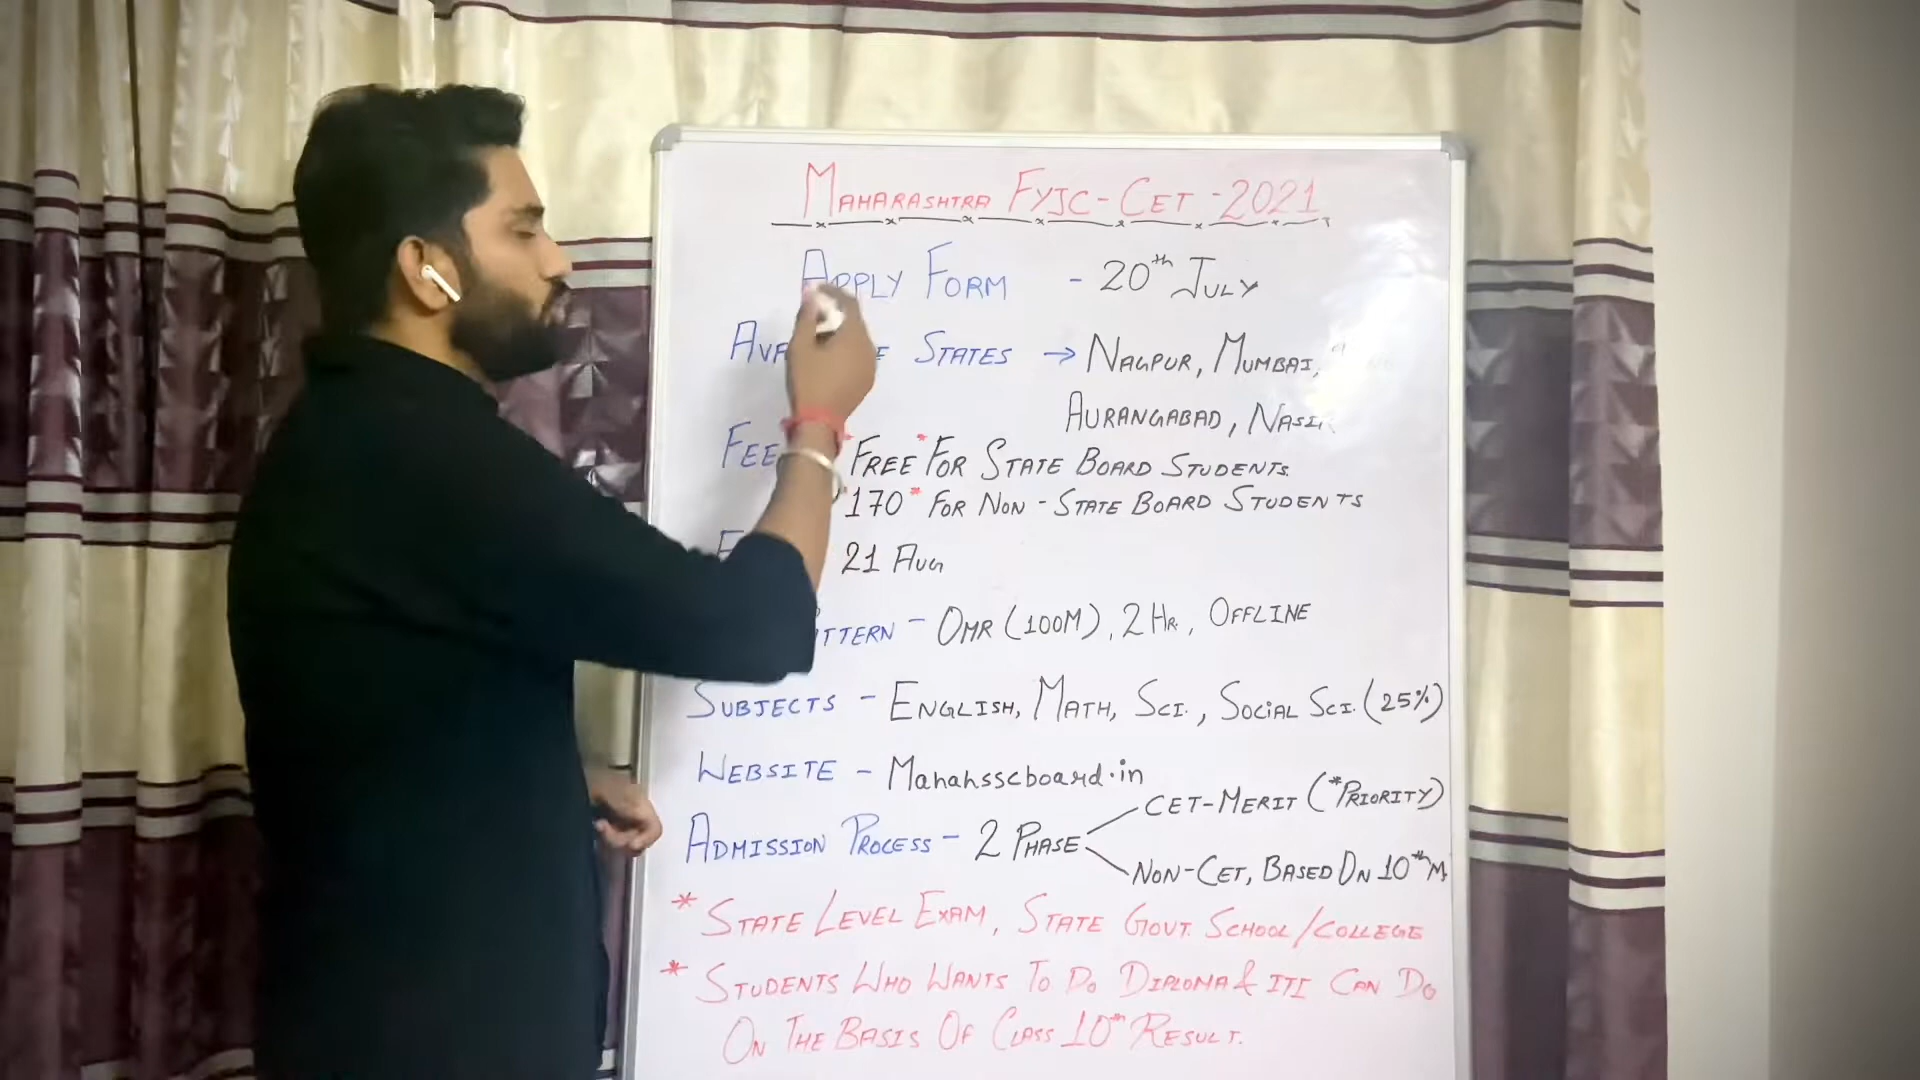 MAHARASHTRA FYJC-CET-2021
APPLY FORM - 20th JULY
STATES → NAGPUR, MUMBAI,
AURANGABAD,
FEE *FREE* FOR STATE BOARD STUDENTS.
*170* FOR NON-STATE BOARD STUDENTS
21 AUG
- OMR (100M), 2 HR, OFFLINE
SUBJECTS - ENGLISH, MATH, SCI., SOCIAL SCI. (25%)
WEBSITE - Mahahsscboard.in
ADMISSION PROCESS - 2 PHASE
CET-MERIT (*PRIORITY)
NON-CET, BASED ON 10th M
* STATE LEVEL EXAM, STATE GOVT. SCHOOL/COLLEGE
* STUDENTS WHO WANTS TO DO DIPLOMA & ITI CAN DO
ON THE BASIS OF CLASS 10th RESULT.